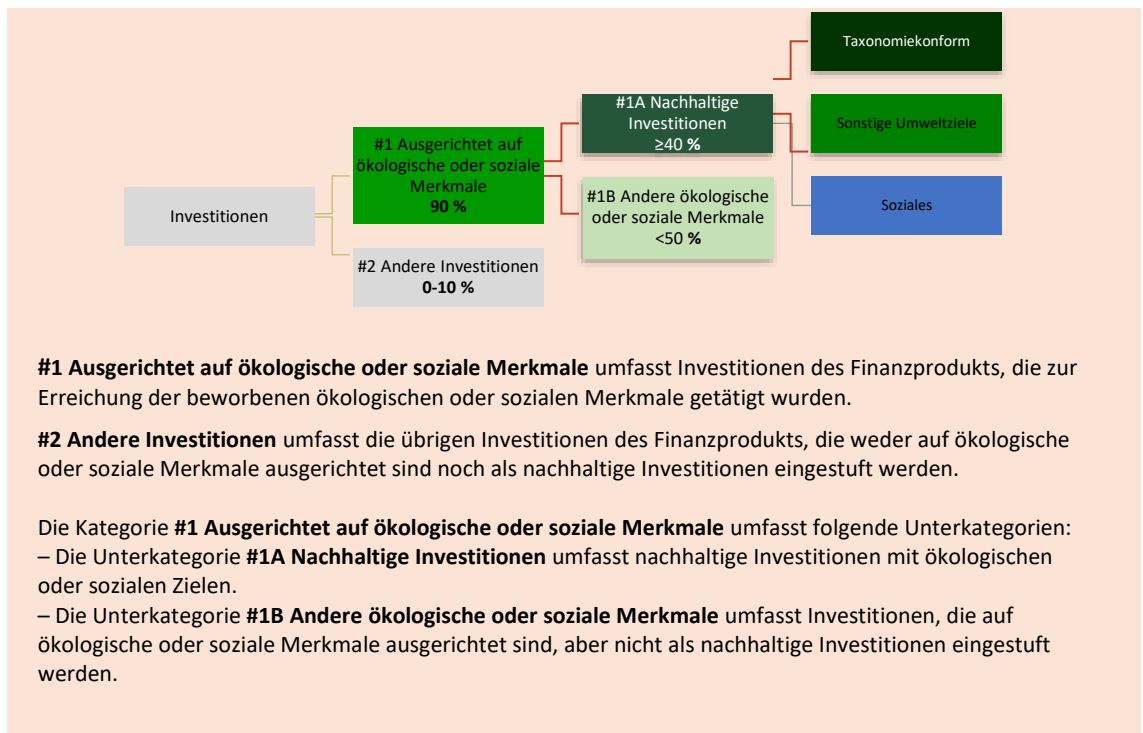 Taxonomiekonform
#1A Nachhaltige
Investitionen
≥40 %
Sonstige Umweltziele
#1 Ausgerichtet auf
ökologische oder soziale
Merkmale
90 %
#1B Andere ökologische
oder soziale Merkmale
<50 %
Soziales
Investitionen
#2 Andere Investitionen
0-10 %
#1 Ausgerichtet auf ökologische oder soziale Merkmale umfasst Investitionen des Finanzprodukts, die zur
Erreichung der beworbenen ökologischen oder sozialen Merkmale getätigt wurden.
#2 Andere Investitionen umfasst die übrigen Investitionen des Finanzprodukts, die weder auf ökologische
oder soziale Merkmale ausgerichtet sind noch als nachhaltige Investitionen eingestuft werden.
Die Kategorie #1 Ausgerichtet auf ökologische oder soziale Merkmale umfasst folgende Unterkategorien:
– Die Unterkategorie #1A Nachhaltige Investitionen umfasst nachhaltige Investitionen mit ökologischen
oder sozialen Zielen.
– Die Unterkategorie #1B Andere ökologische oder soziale Merkmale umfasst Investitionen, die auf
ökologische oder soziale Merkmale ausgerichtet sind, aber nicht als nachhaltige Investitionen eingestuft
werden.